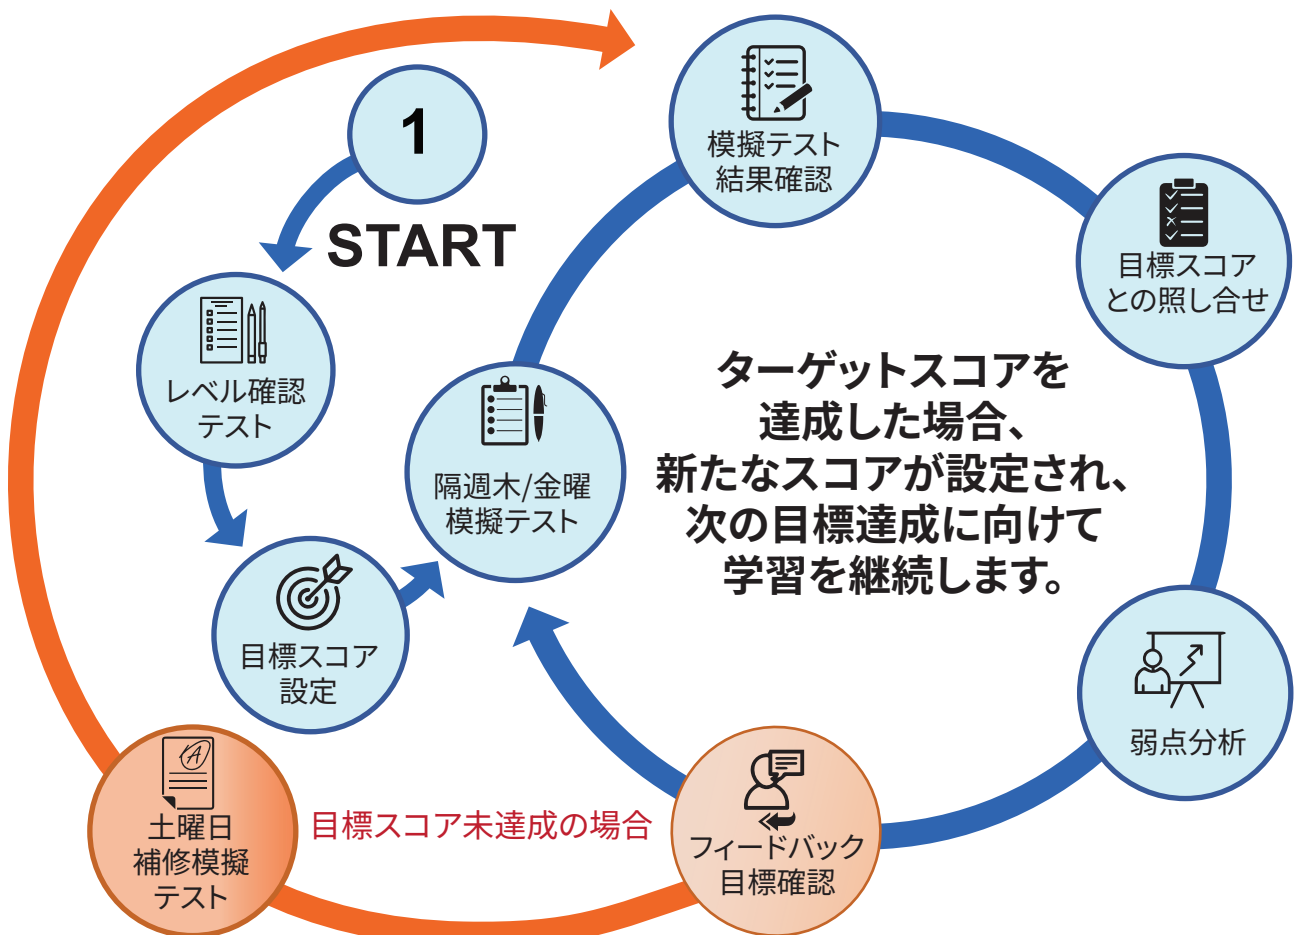 1
START
レベル確認
テスト
目標スコア
設定
隔週木/金曜
模擬テスト
模擬テスト
結果確認
目標スコア
との照し合せ
弱点分析
フィードバック
目標確認
目標スコア未達成の場合
土曜日
補修模擬
テスト
ターゲットスコアを
達成した場合、
新たなスコアが設定され、
次の目標達成に向けて
学習を継続します。
A